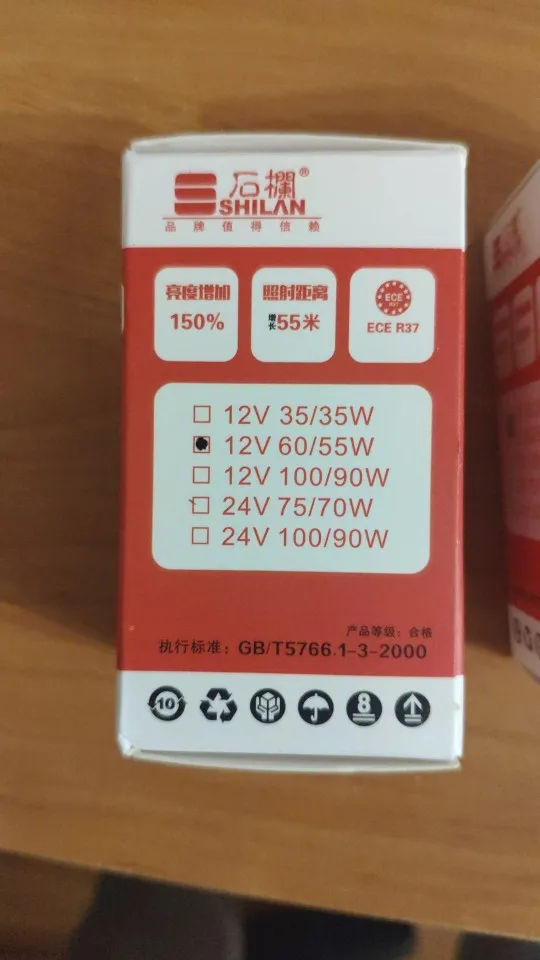 石欄®
SHILAN
品牌值得信赖
亮度增加
150%
照射距离
增长55米
ECE
R37
ECE R37
12V 35/35W
12V 60/55W
12V 100/90W
24V 75/70W
24V 100/90W
产品等级：合格
执行标准：GB/T5766.1-3-2000
10
8